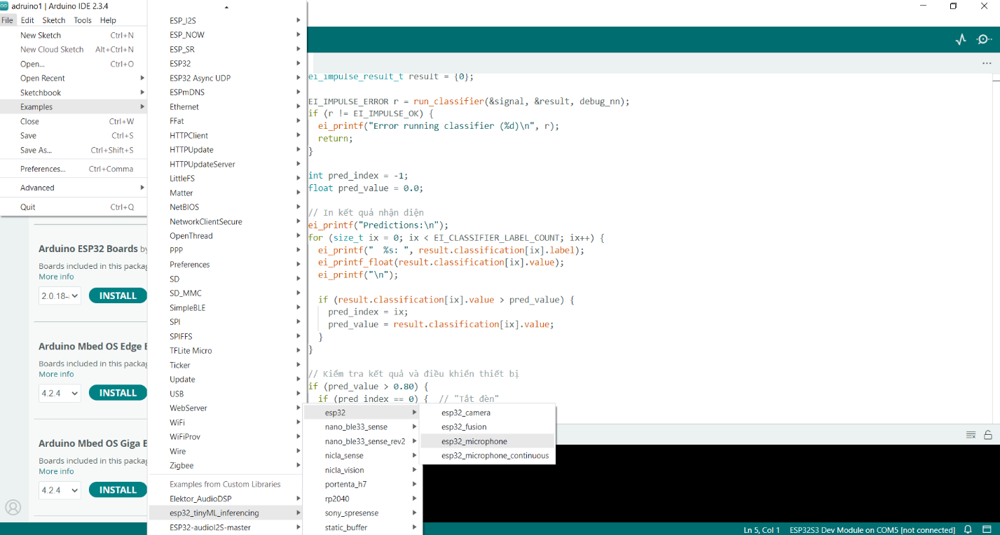 adruino1 | Arduino IDE 2.3.4
File Edit Sketch Tools Help
New Sketch Ctrl+N
New Cloud Sketch Alt+Ctrl+N
Open... Ctrl+O
Open Recent
Sketchbook
Examples
Close Ctrl+W
Save Ctrl+S
Save As... Ctrl+Shift+S
Preferences... Ctrl+Comma
Advanced
Quit Ctrl+Q
Arduino ESP32 Boards by
Boards included in this packag
More info
2.0.18- INSTALL
Arduino Mbed OS Edge
Boards included in this packag
More info
4.2.4 INSTALL
Arduino Mbed OS Giga
Boards included in this packag
More info
4.2.4 INSTALL
ESP_I2S
ESP_NOW
ESP_SR
ESP32
ESP32 Async UDP
ESPmDNS
Ethernet
FFat
HTTPClient
HTTPUpdate
HTTPUpdateServer
LittleFS
Matter
NetBIOS
NetworkClientSecure
OpenThread
PPP
Preferences
SD
SD_MMC
SimpleBLE
SPI
SPIFFS
TFLite Micro
Ticker
Update
USB
WebServer
WiFi
WiFiProv
Wire
Zigbee
Examples from Custom Libraries
Elektor_AudioDSP
esp32_tinyML_inferencing
ESP32-audioI2S-master
esp32
nano_ble33_sense
nano_ble33_sense_rev2
nicla_sense
nicla_vision
portenta_h7
rp2040
sony_spresense
static_buffer
esp32_camera
esp32_fusion
esp32_microphone
esp32_microphone_continuous
ei_impulse_result_t result = {0};
EI_IMPULSE_ERROR r = run_classifier(&signal, &result, debug_nn);
if (r != EI_IMPULSE_OK) {
ei_printf("Error running classifier (%d)\n", r);
return;
}
int pred_index = -1;
float pred_value = 0.0;
// In kết quả nhận diện
ei_printf("Predictions:\n");
for (size_t ix = 0; ix < EI_CLASSIFIER_LABEL_COUNT; ix++) {
ei_printf("  %s: ", result.classification[ix].label);
ei_printf_float(result.classification[ix].value);
ei_printf("\n");
if (result.classification[ix].value > pred_value) {
pred_index = ix;
pred_value = result.classification[ix].value;
}
}
// Kiểm tra kết quả và điều khiển thiết bị
if (pred_value > 0.80) {
if (pred_index == 0) {  // "Tắt đèn"
Ln 5, Col 1 ESP32S3 Dev Module on COM5 [not connected]